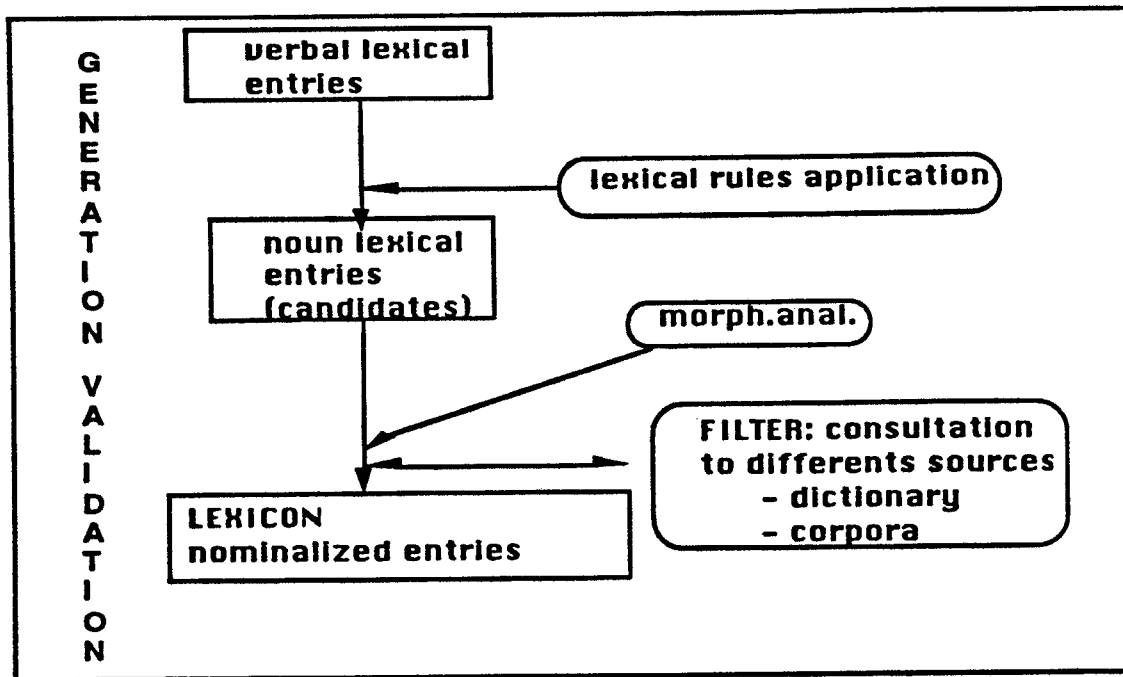 GENERATION VALIDATION
verbal lexical
entries
lexical rules application
noun lexical
entries
(candidates)
morph.anal.
FILTER: consultation
to differents sources
- dictionary
- corpora
LEXICON
nominalized entries